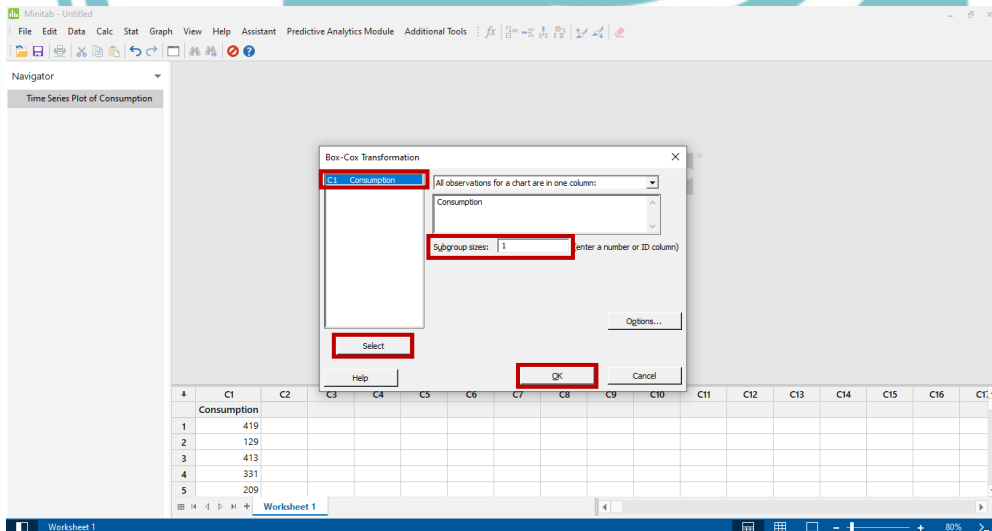 Minitab - Untitled
File Edit Data Calc Stat Graph View Help Assistant Predictive Analytics Module Additional Tools fx
Navigator
Time Series Plot of Consumption
Box-Cox Transformation
C1 Consumption
All observations for a chart are in one column:
Consumption
Subgroup sizes: 1 (enter a number or ID column)
Options...
Select
Help OK Cancel
C1 C2 C3 C4 C5 C6 C7 C8 C9 C10 C11 C12 C13 C14 C15 C16
Consumption
1 419
2 129
3 413
4 331
5 209
Worksheet 1
Worksheet 1 80%